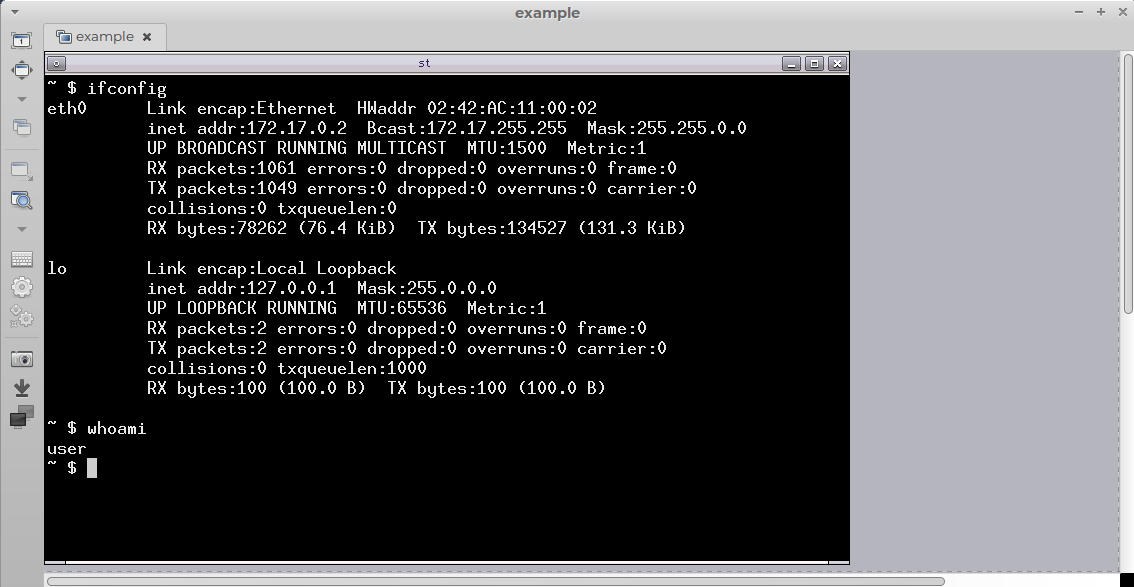 example
example
st
~ $ ifconfig
eth0      Link encap:Ethernet  HWaddr 02:42:AC:11:00:02
          inet addr:172.17.0.2  Bcast:172.17.255.255  Mask:255.255.0.0
          UP BROADCAST RUNNING MULTICAST  MTU:1500  Metric:1
          RX packets:1061 errors:0 dropped:0 overruns:0 frame:0
          TX packets:1049 errors:0 dropped:0 overruns:0 carrier:0
          collisions:0 txqueuelen:0
          RX bytes:78262 (76.4 KiB)  TX bytes:134527 (131.3 KiB)

lo        Link encap:Local Loopback
          inet addr:127.0.0.1  Mask:255.0.0.0
          UP LOOPBACK RUNNING  MTU:65536  Metric:1
          RX packets:2 errors:0 dropped:0 overruns:0 frame:0
          TX packets:2 errors:0 dropped:0 overruns:0 carrier:0
          collisions:0 txqueuelen:1000
          RX bytes:100 (100.0 B)  TX bytes:100 (100.0 B)

~ $ whoami
user
~ $